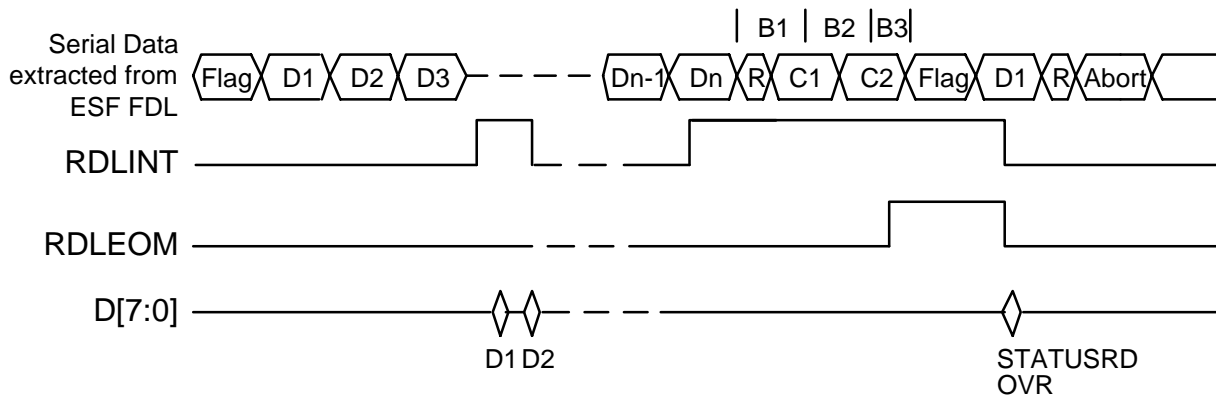 B1 B2 B3
Serial Data
extracted from
ESF FDL
Flag D1 D2 D3 Dn-1 Dn R C1 C2 Flag D1 R Abort
RDLINT
RDLEOM
D[7:0]
D1 D2 STATUSRD
OVR